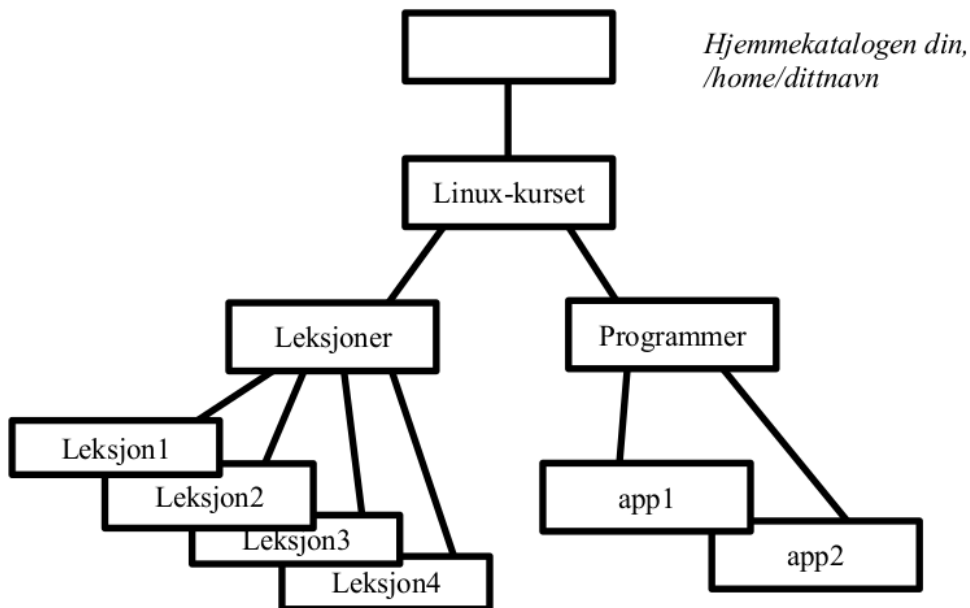 Hjemmekatalogen din,
/home/dittnavn
Linux-kurset
Leksjoner
Programmer
Leksjon1
Leksjon2
Leksjon3
Leksjon4
app1
app2